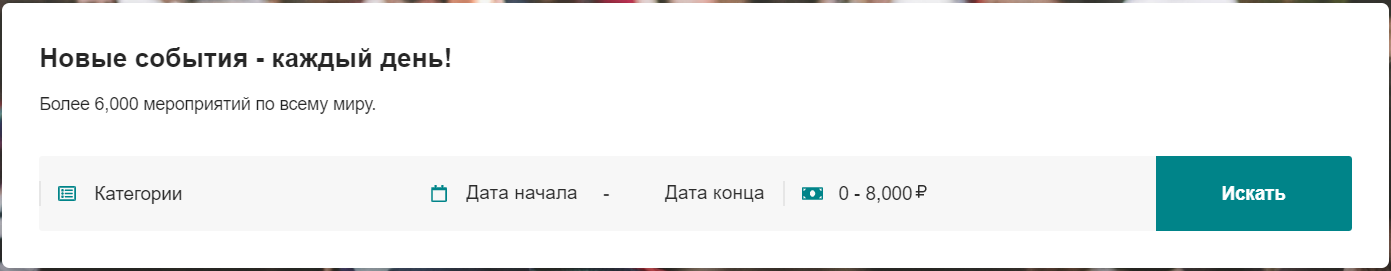 Новые события - каждый день!
Более 6,000 мероприятий по всему миру.
Категории Дата начала - Дата конца 0 - 8,000₽ Искать